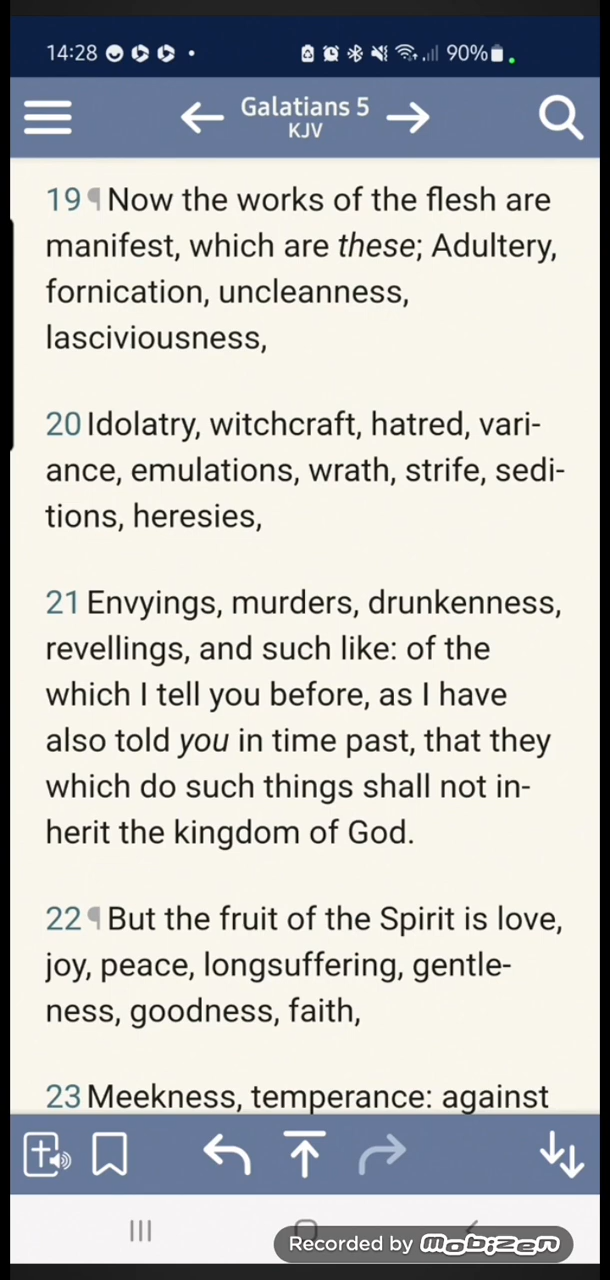 14:28 90%
Galatians 5
KJV
19 ¶ Now the works of the flesh are
manifest, which are these; Adultery,
fornication, uncleanness,
lasciviousness,
20 Idolatry, witchcraft, hatred, vari-
ance, emulations, wrath, strife, sedi-
tions, heresies,
21 Envyings, murders, drunkenness,
revellings, and such like: of the
which I tell you before, as I have
also told you in time past, that they
which do such things shall not in-
herit the kingdom of God.
22 ¶ But the fruit of the Spirit is love,
joy, peace, longsuffering, gentle-
ness, goodness, faith,
23 Meekness, temperance: against
Recorded by mobizen